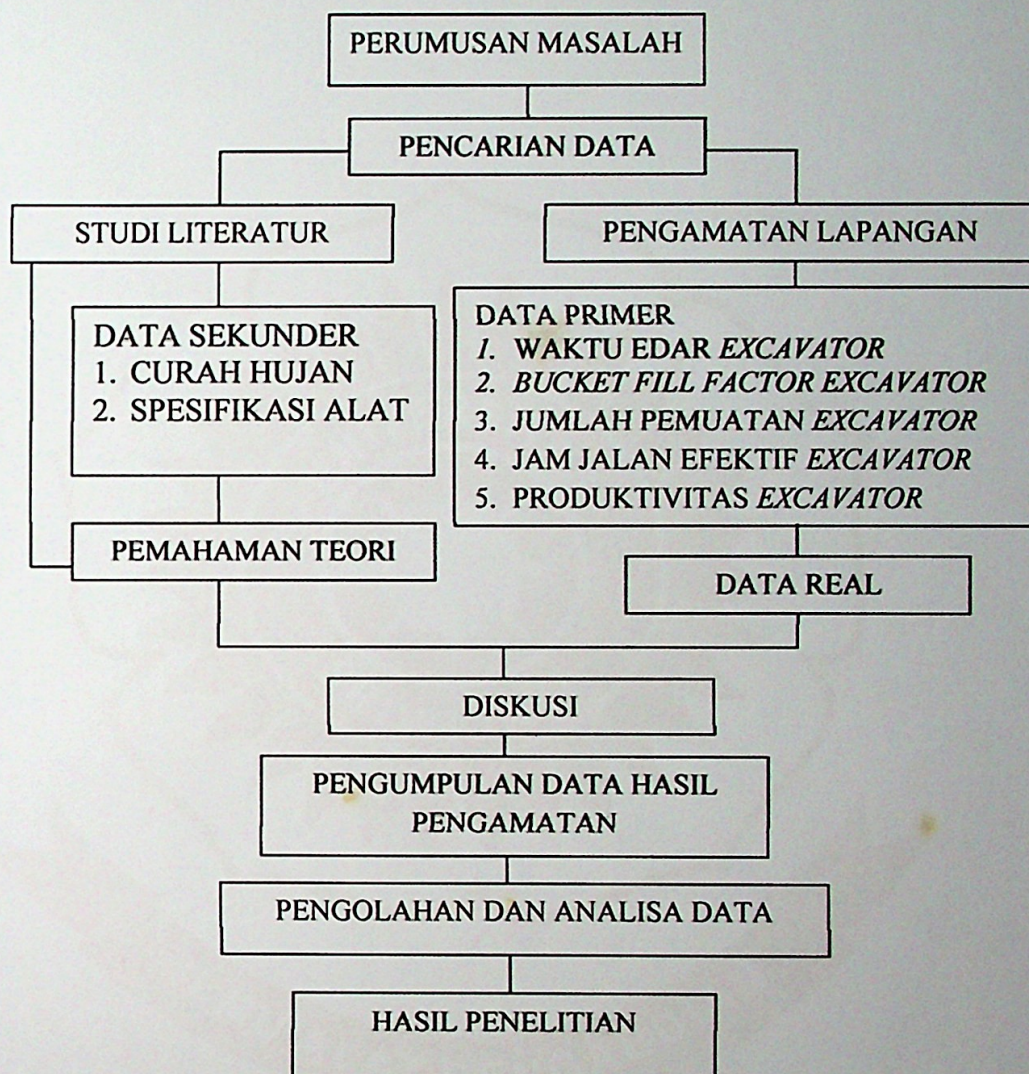 PERUMUSAN MASALAH
PENCARIAN DATA
STUDI LITERATUR
PENGAMATAN LAPANGAN
DATA SEKUNDER
1. CURAH HUJAN
2. SPESIFIKASI ALAT
DATA PRIMER
1. WAKTU EDAR EXCAVATOR
2. BUCKET FILL FACTOR EXCAVATOR
3. JUMLAH PEMUATAN EXCAVATOR
4. JAM JALAN EFEKTIF EXCAVATOR
5. PRODUKTIVITAS EXCAVATOR
PEMAHAMAN TEORI
DATA REAL
DISKUSI
PENGUMPULAN DATA HASIL
PENGAMATAN
PENGOLAHAN DAN ANALISA DATA
HASIL PENELITIAN